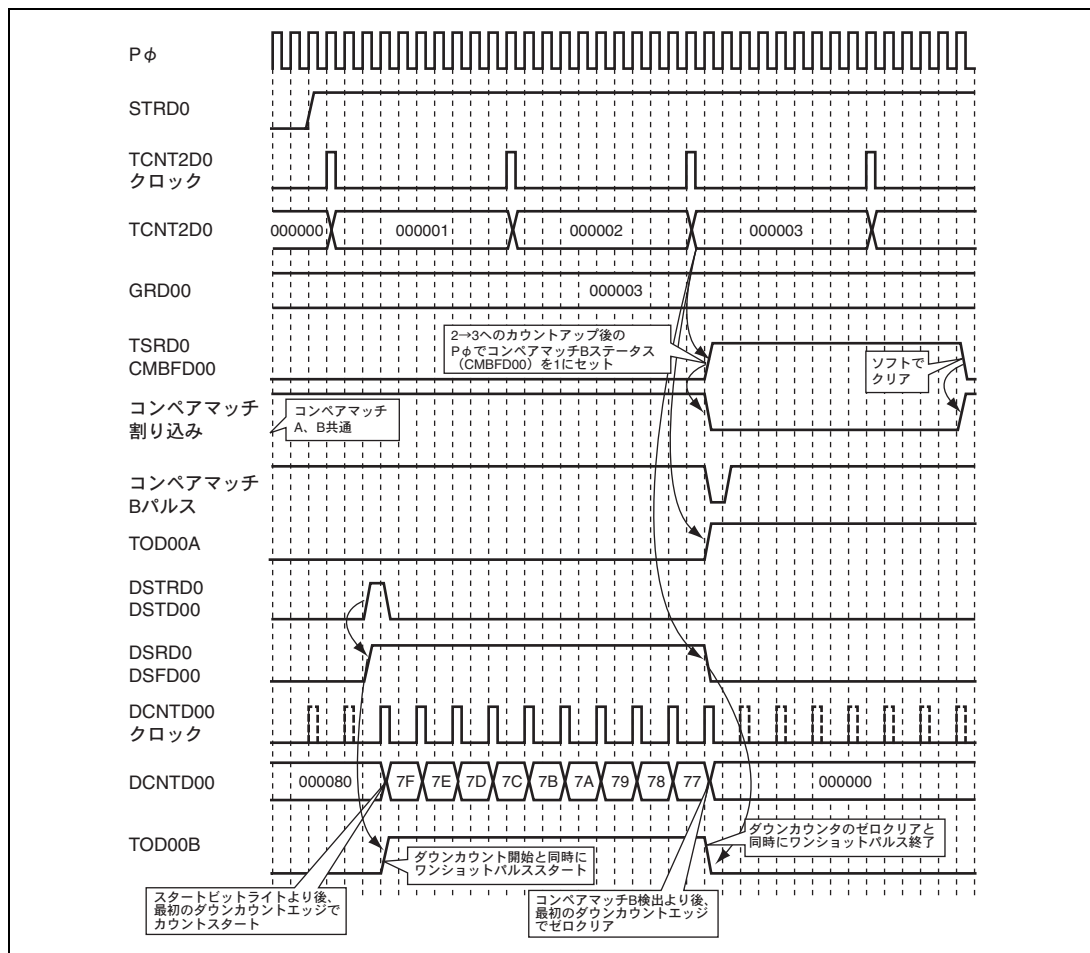 Pφ
STRD0
TCNT2D0
クロック
TCNT2D0
000000
000001
000002
000003
GRD00
000003
TSRD0
CMBFD00
2→3へのカウントアップ後の
PφでコンペアマッチBステータス
（CMBFD00）を1にセット
ソフトで
クリア
コンペアマッチ
割り込み
コンペアマッチ
A、B共通
コンペアマッチ
Bパルス
TOD00A
DSTRD0
DSTD00
DSRD0
DSFD00
DCNTD00
クロック
DCNTD00
000080
7F
7E
7D
7C
7B
7A
79
78
77
000000
TOD00B
ダウンカウント開始と同時に
ワンショットパルススタート
ダウンカウンタのゼロクリアと
同時にワンショットパルス終了
スタートビットライトより後、
最初のダウンカウントエッジで
カウントスタート
コンペアマッチB検出より後、
最初のダウンカウントエッジ
でゼロクリア